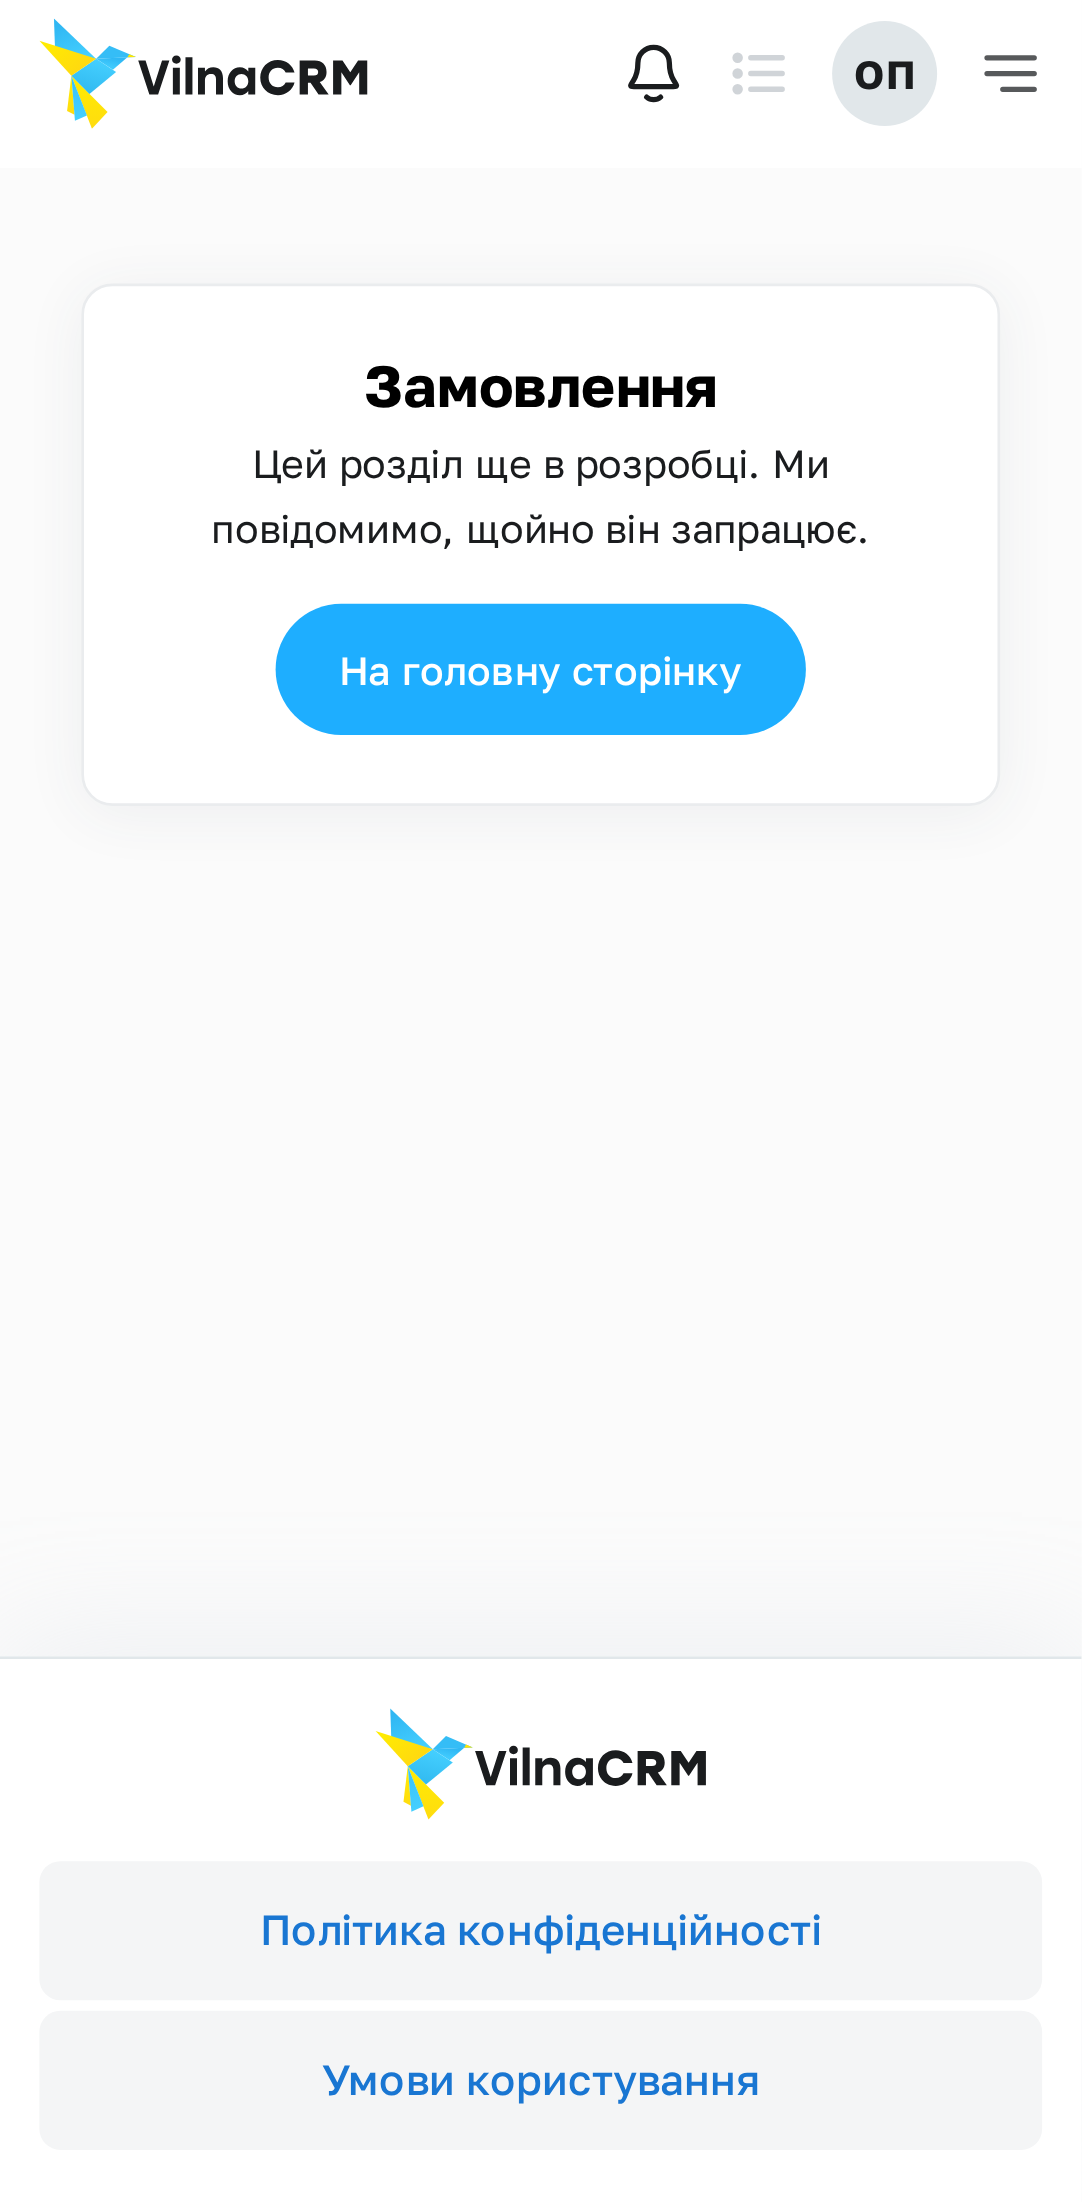 VilnaCRM
ОП
Замовлення
Цей розділ ще в розробці. Ми
повідомимо, щойно він запрацює.
На головну сторінку
VilnaCRM
Політика конфіденційності
Умови користування